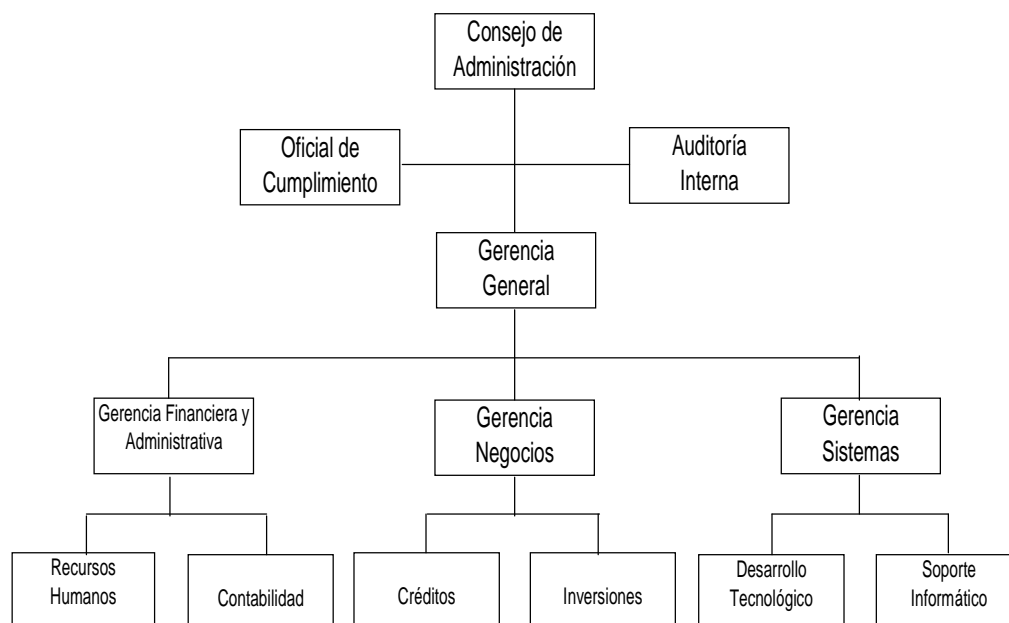 Consejo de
Administración
Oficial de
Cumplimiento
Auditoría
Interna
Gerencia
General
Gerencia Financiera y
Administrativa
Gerencia
Negocios
Gerencia
Sistemas
Recursos
Humanos
Contabilidad
Créditos
Inversiones
Desarrollo
Tecnológico
Soporte
Informático